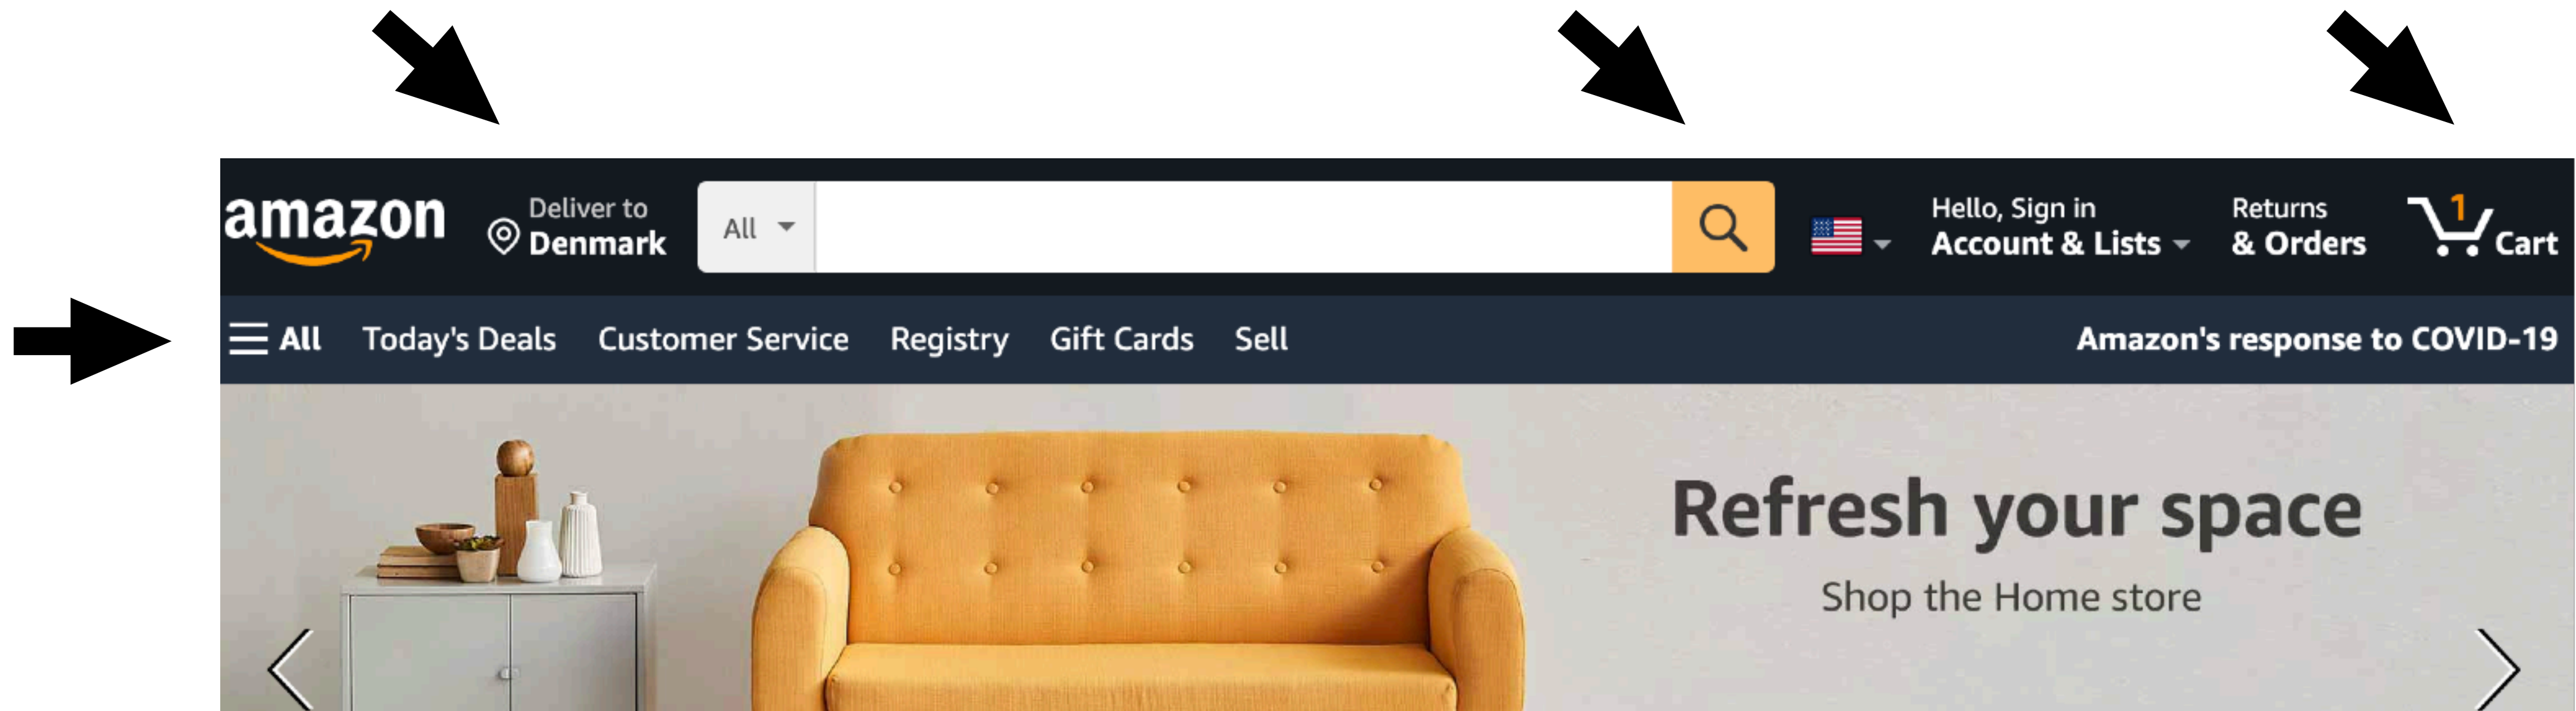 amazon
Deliver to
Denmark
All
Hello, Sign in
Account & Lists
Returns
& Orders
1
Cart
All
Today's Deals
Customer Service
Registry
Gift Cards
Sell
Amazon's response to COVID-19
Refresh your space
Shop the Home store